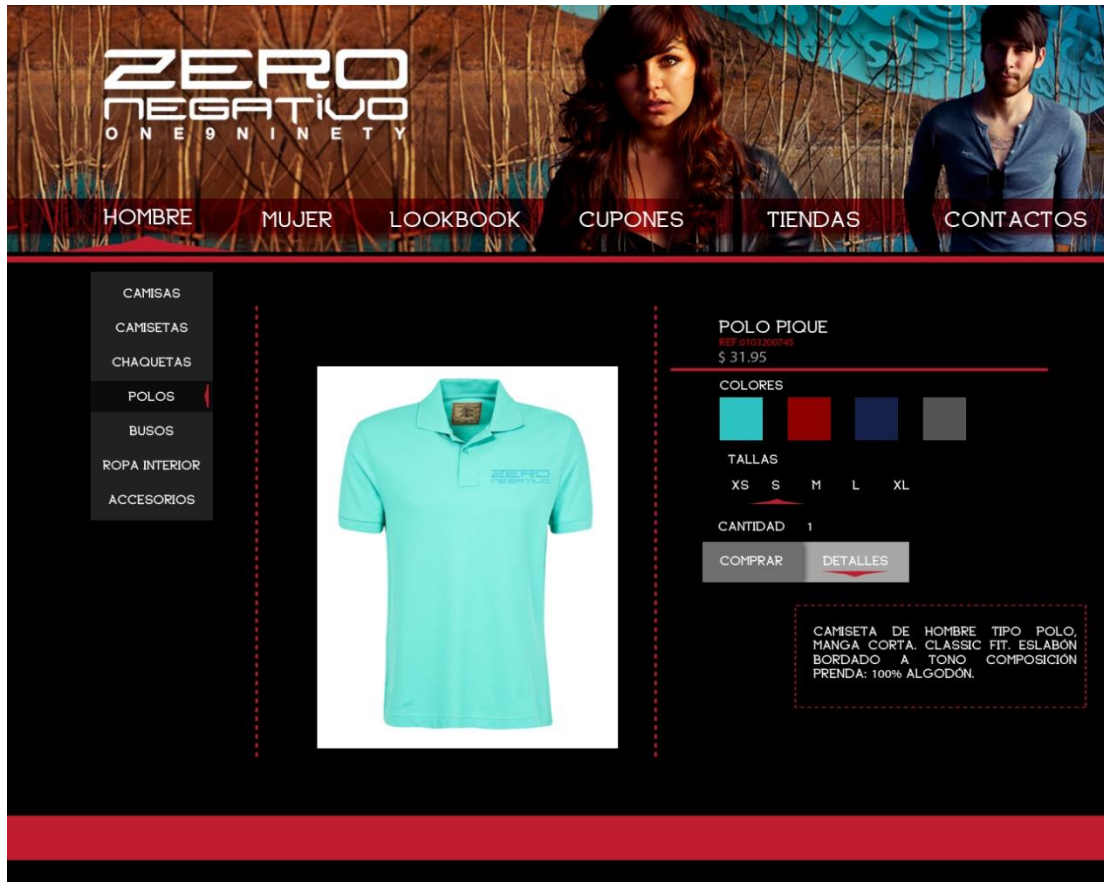 ZERO
NEGATIVO
ONE9NINETY
HOMBRE MUJER LOOKBOOK CUPONES TIENDAS CONTACTOS
CAMISAS
CAMISETAS
CHAQUETAS
POLOS
BUSOS
ROPA INTERIOR
ACCESORIOS
ZERO
NEGATIVO
POLO PIQUE
REF.0103200745
$ 31.95
COLORES
TALLAS
XS S M L XL
CANTIDAD 1
COMPRAR DETALLES
CAMISETA DE HOMBRE TIPO POLO,
MANGA CORTA. CLASSIC FIT. ESLABÓN
BORDADO A TONO COMPOSICIÓN
PRENDA: 100% ALGODÓN.